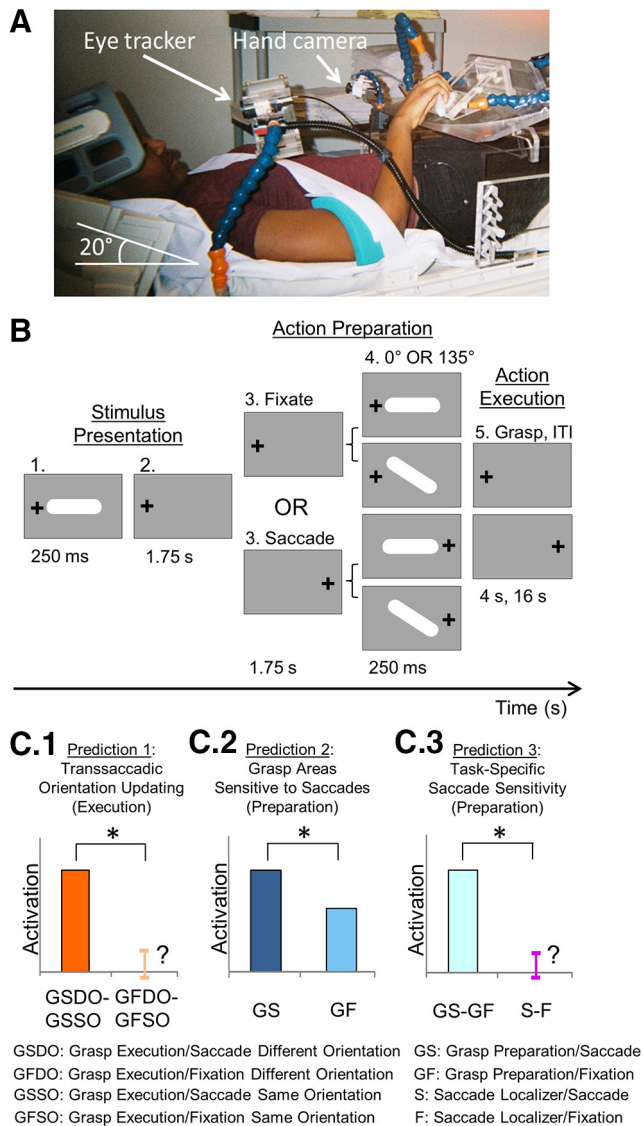 A
Eye tracker
Hand camera
20°
B
Action Preparation
4. 0° OR 135°
Action
Execution
3. Fixate
Stimulus
Presentation
5. Grasp, ITI
1.
2.
OR
3. Saccade
250 ms
1.75 s
4 s, 16 s
1.75 s
250 ms
Time (s)
C.1
Prediction 1:
Transsaccadic
Orientation Updating
(Execution)
*
Activation
?
GSDO-
GSSO
GFDO-
GFSO
C.2
Prediction 2:
Grasp Areas
Sensitive to Saccades
(Preparation)
*
Activation
GS
GF
C.3
Prediction 3:
Task-Specific
Saccade Sensitivity
(Preparation)
*
Activation
?
GS-GF
S-F
GSDO: Grasp Execution/Saccade Different Orientation
GFDO: Grasp Execution/Fixation Different Orientation
GSSO: Grasp Execution/Saccade Same Orientation
GFSO: Grasp Execution/Fixation Same Orientation
GS: Grasp Preparation/Saccade
GF: Grasp Preparation/Fixation
S: Saccade Localizer/Saccade
F: Saccade Localizer/Fixation